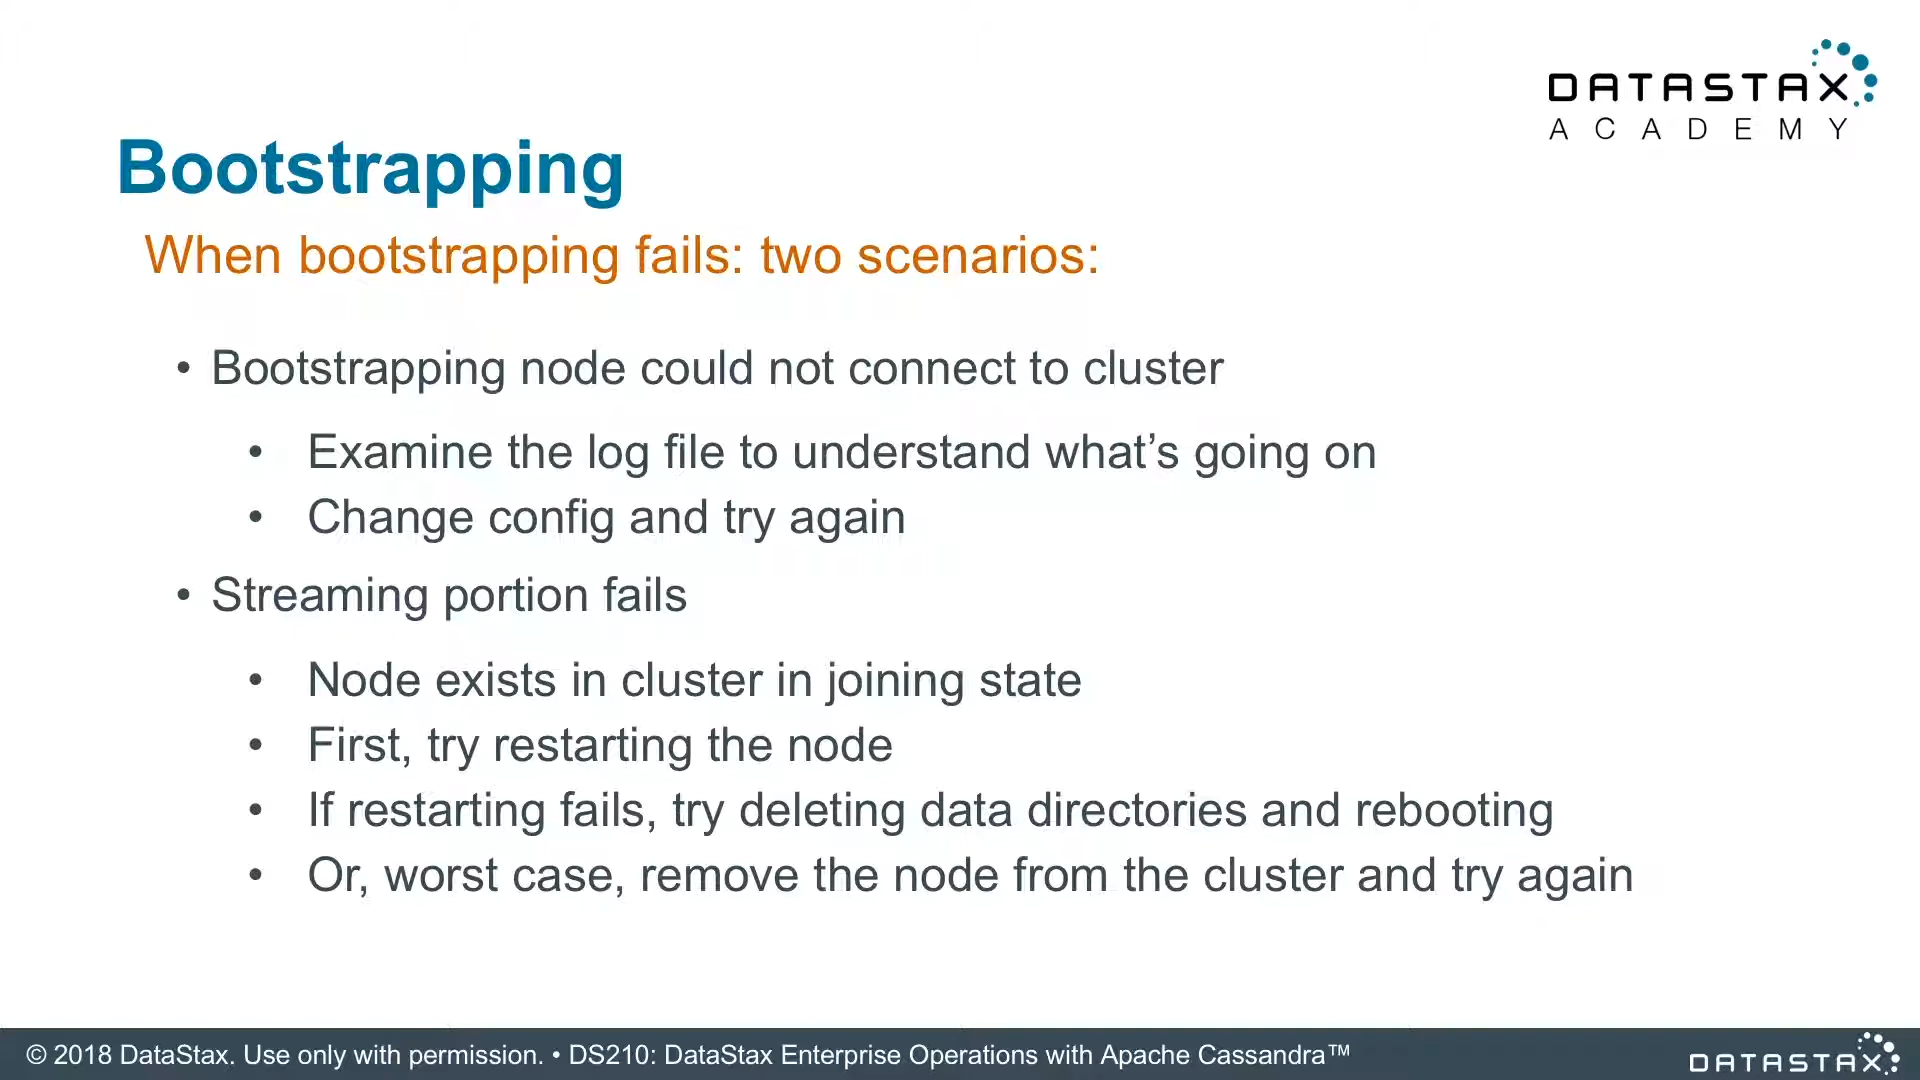 DATASTAX
ACADEMY
Bootstrapping
When bootstrapping fails: two scenarios:
• Bootstrapping node could not connect to cluster
• Examine the log file to understand what’s going on
• Change config and try again
• Streaming portion fails
• Node exists in cluster in joining state
• First, try restarting the node
• If restarting fails, try deleting data directories and rebooting
• Or, worst case, remove the node from the cluster and try again
© 2018 DataStax. Use only with permission. • DS210: DataStax Enterprise Operations with Apache Cassandra™
DATASTAX